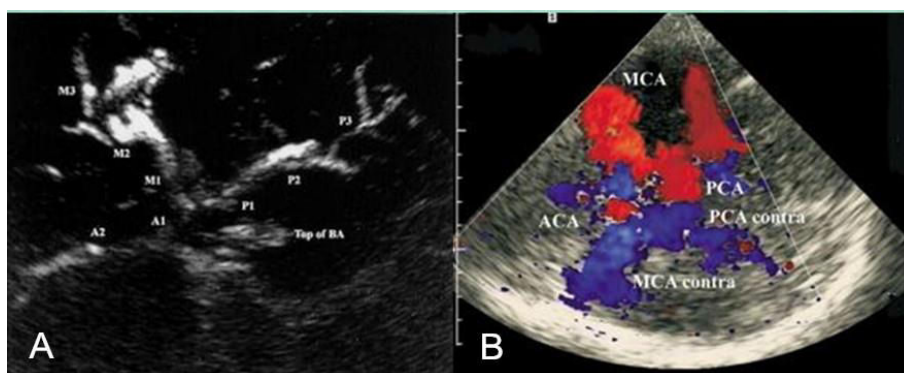 M3
M2
M1
A1
A2
P1
P2
P3
Top of BA
A
B
MCA
ACA
PCA
PCA contra
MCA contra
B